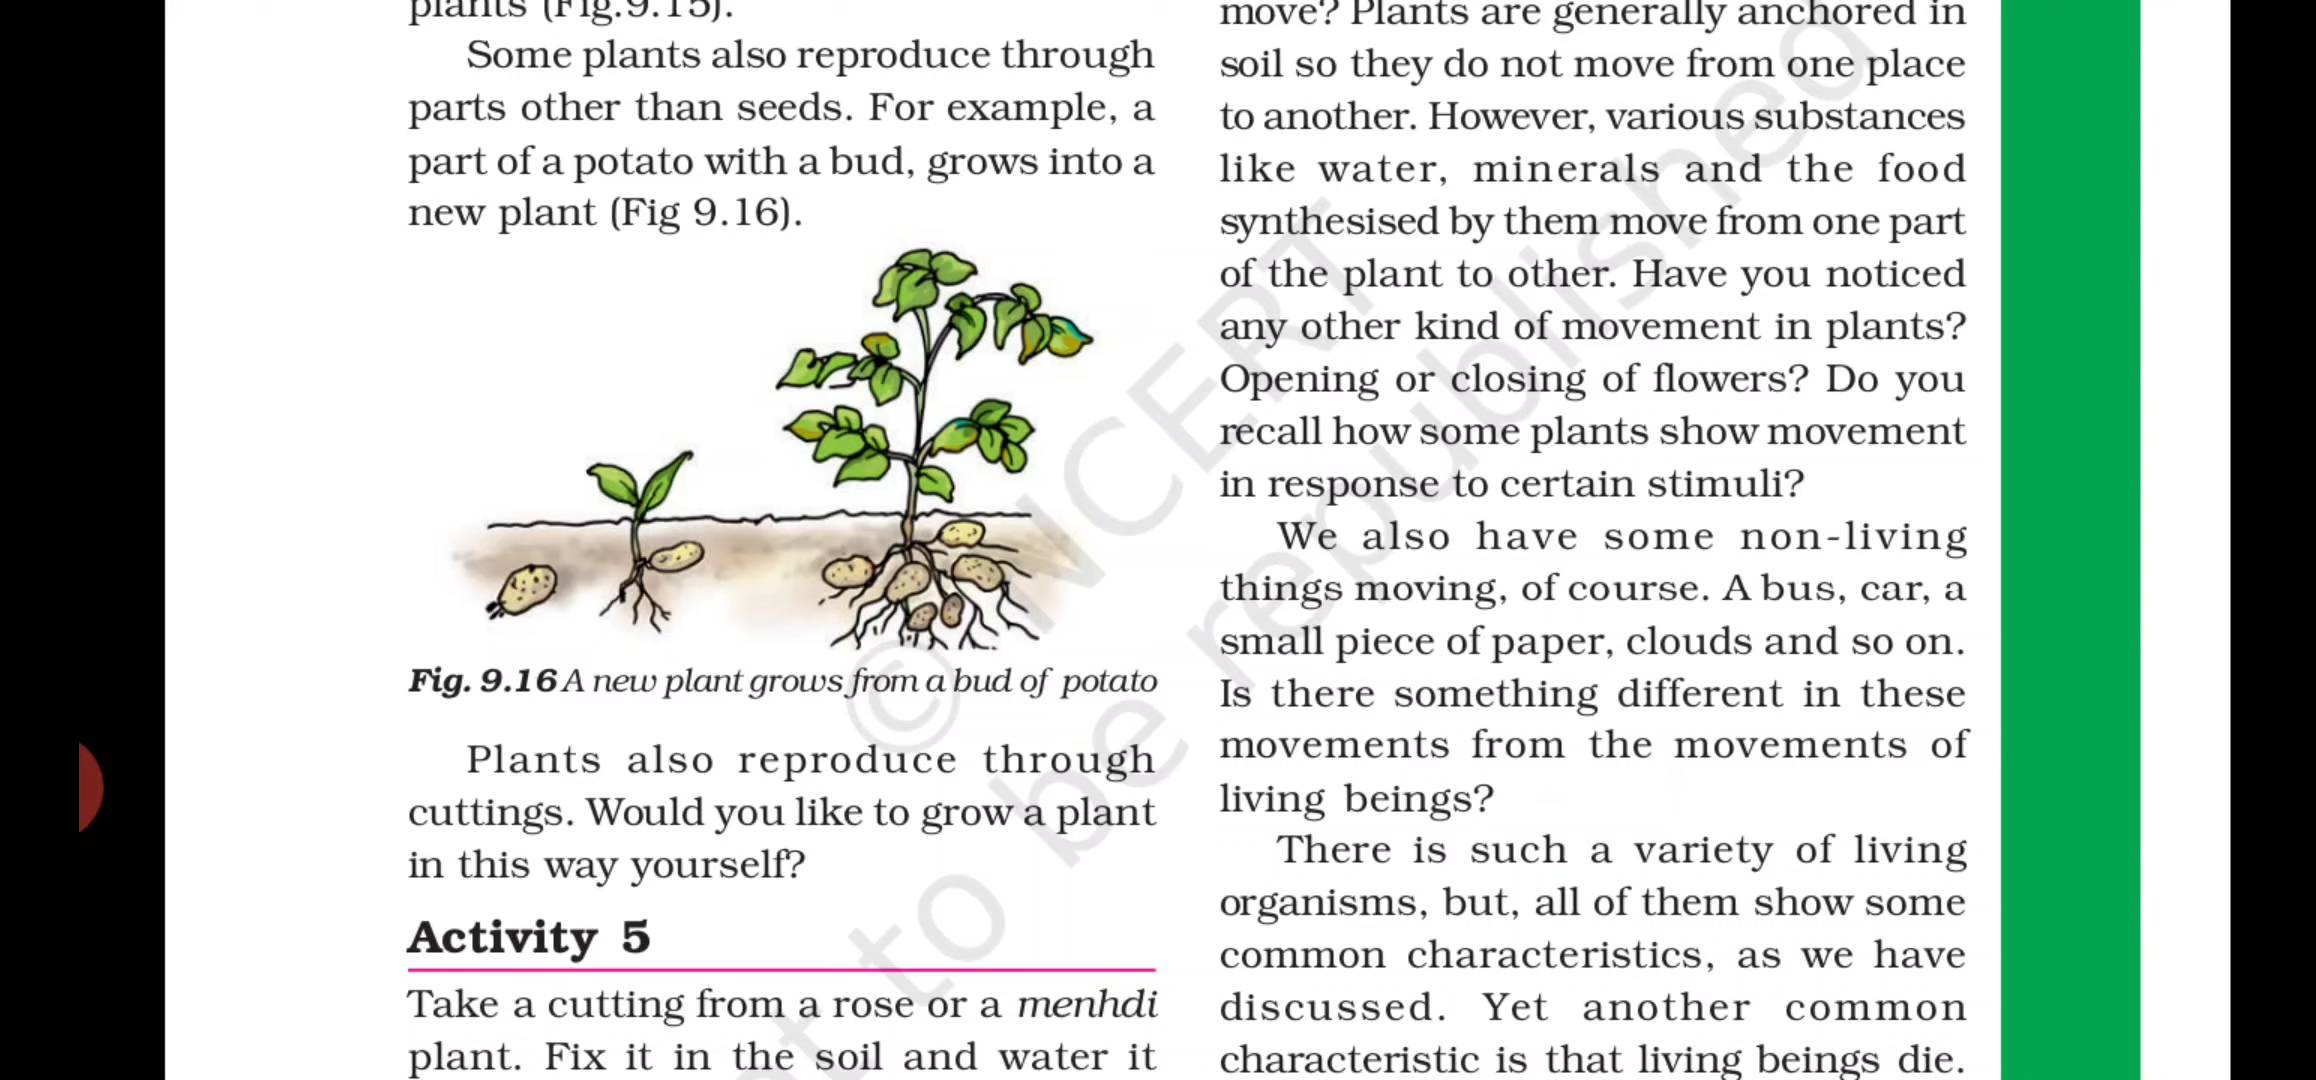 plants (Fig.9.15).
Some plants also reproduce through
parts other than seeds. For example, a
part of a potato with a bud, grows into a
new plant (Fig 9.16).
Fig. 9.16 A new plant grows from a bud of potato
Plants also reproduce through
cuttings. Would you like to grow a plant
in this way yourself?
Activity 5
Take a cutting from a rose or a menhdi
plant. Fix it in the soil and water it
move? Plants are generally anchored in
soil so they do not move from one place
to another. However, various substances
like water, minerals and the food
synthesised by them move from one part
of the plant to other. Have you noticed
any other kind of movement in plants?
Opening or closing of flowers? Do you
recall how some plants show movement
in response to certain stimuli?
We also have some non-living
things moving, of course. A bus, car, a
small piece of paper, clouds and so on.
Is there something different in these
movements from the movements of
living beings?
There is such a variety of living
organisms, but, all of them show some
common characteristics, as we have
discussed. Yet another common
characteristic is that living beings die.
© NCERT
to be republished